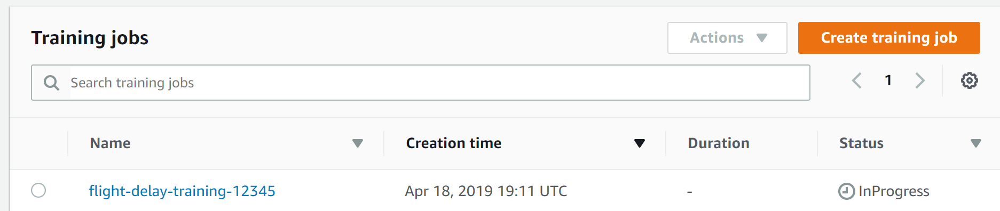 Training jobs
Actions
Create training job
Search training jobs
1
Name
Creation time
Duration
Status
flight-delay-training-12345
Apr 18, 2019 19:11 UTC
-
InProgress